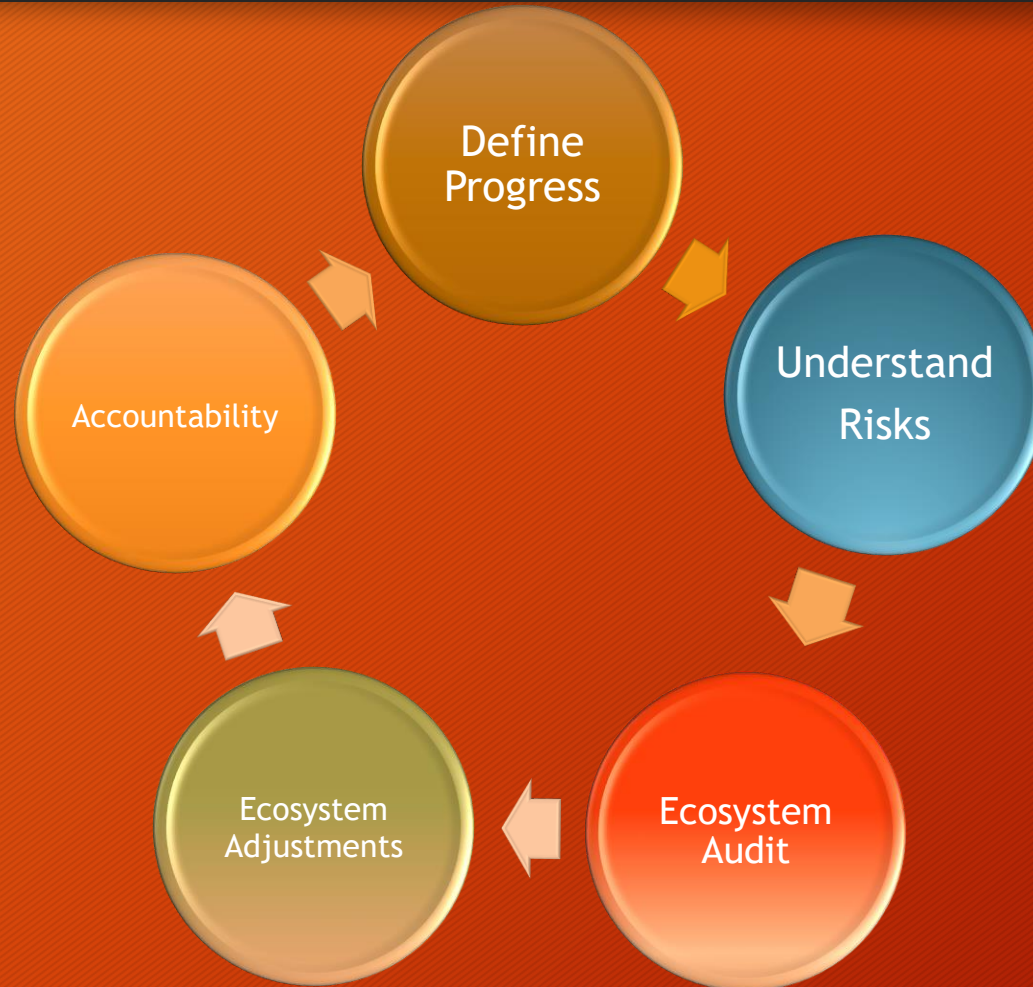 Define
Progress
Understand
Risks
Ecosystem
Audit
Ecosystem
Adjustments
Accountability